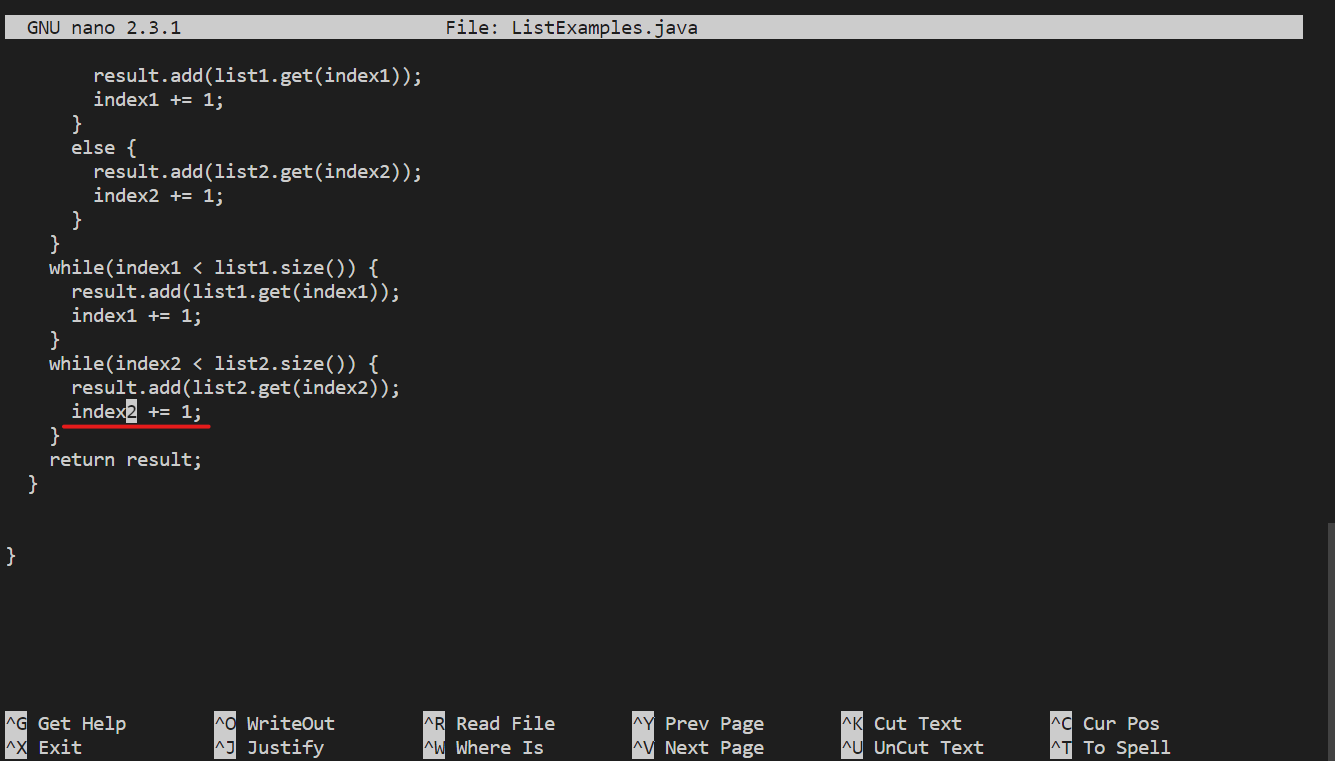 GNU nano 2.3.1 File: ListExamples.java
result.add(list1.get(index1));
index1 += 1;
}
else {
result.add(list2.get(index2));
index2 += 1;
}
}
while(index1 < list1.size()) {
result.add(list1.get(index1));
index1 += 1;
}
while(index2 < list2.size()) {
result.add(list2.get(index2));
index2 += 1;
}
return result;
}
}
^G Get Help ^O WriteOut ^R Read File ^Y Prev Page ^K Cut Text ^C Cur Pos
^X Exit ^J Justify ^W Where Is ^V Next Page ^U UnCut Text ^T To Spell